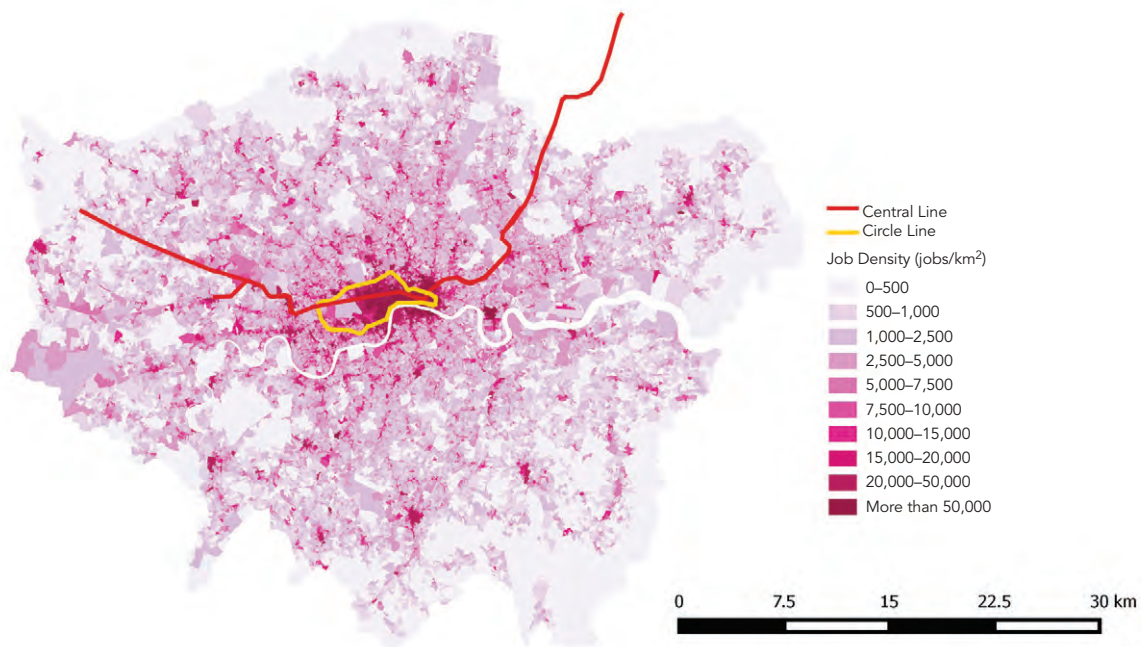 Central Line
Circle Line
Job Density (jobs/km²)
0–500
500–1,000
1,000–2,500
2,500–5,000
5,000–7,500
7,500–10,000
10,000–15,000
15,000–20,000
20,000–50,000
More than 50,000
0 7.5 15 22.5 30 km